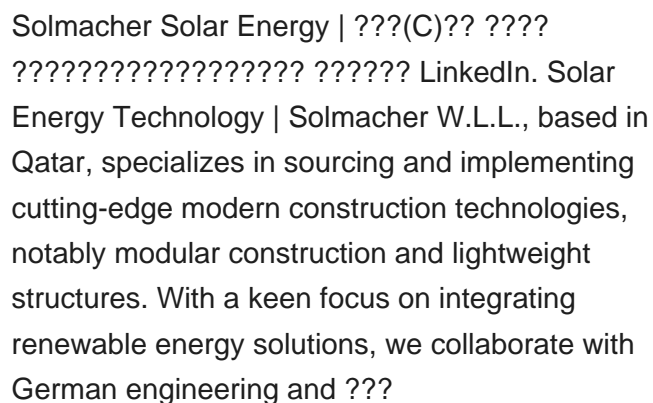 Solmacher Solar Energy | ???(C)?? ????
?????????????????? ?????? LinkedIn. Solar
Energy Technology | Solmacher W.L.L., based in
Qatar, specializes in sourcing and implementing
cutting-edge modern construction technologies,
notably modular construction and lightweight
structures. With a keen focus on integrating
renewable energy solutions, we collaborate with
German engineering and ???